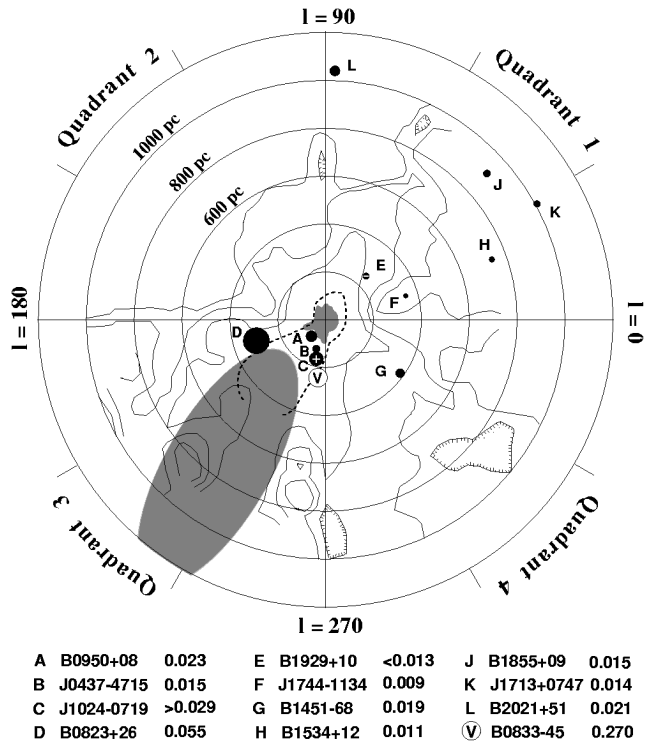 l = 90
Quadrant 2
Quadrant 1
L
1000 pc
800 pc
600 pc
J
K
H
E
F
l = 180
l = 0
D
A
B
C
V
G
Quadrant 3
Quadrant 4
l = 270
A B0950+08 0.023 E B1929+10 <0.013 J B1855+09 0.015
B J0437-4715 0.015 F J1744-1134 0.009 K J1713+0747 0.014
C J1024-0719 >0.029 G B1451-68 0.019 L B2021+51 0.021
D B0823+26 0.055 H B1534+12 0.011 V B0833-45 0.270